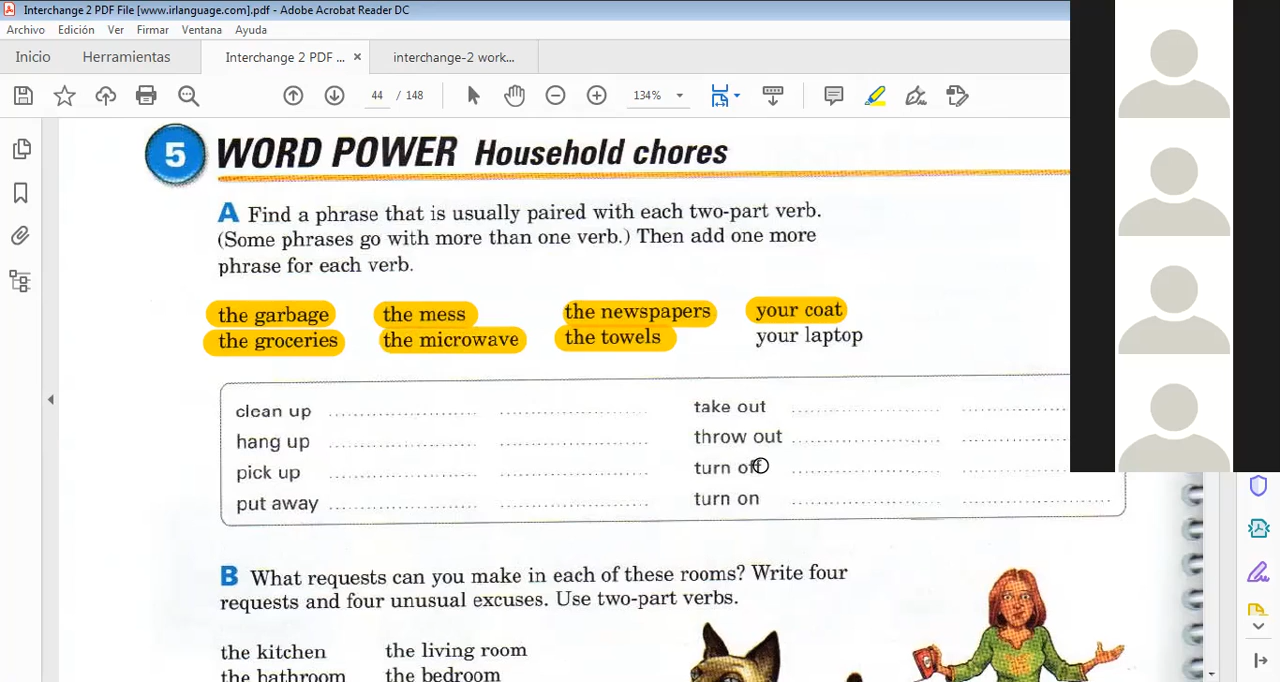 Interchange 2 PDF File [www.irlanguage.com].pdf - Adobe Acrobat Reader DC
Archivo Edición Ver Firmar Ventana Ayuda
Inicio Herramientas Interchange 2 PDF ... × interchange-2 work...
44 / 148 134%
5 WORD POWER Household chores
A Find a phrase that is usually paired with each two-part verb.
(Some phrases go with more than one verb.) Then add one more
phrase for each verb.
the garbage the mess the newspapers your coat
the groceries the microwave the towels your laptop
clean up take out
hang up throw out
pick up turn off
put away turn on
B What requests can you make in each of these rooms? Write four
requests and four unusual excuses. Use two-part verbs.
the kitchen the living room
the bathroom the bedroom